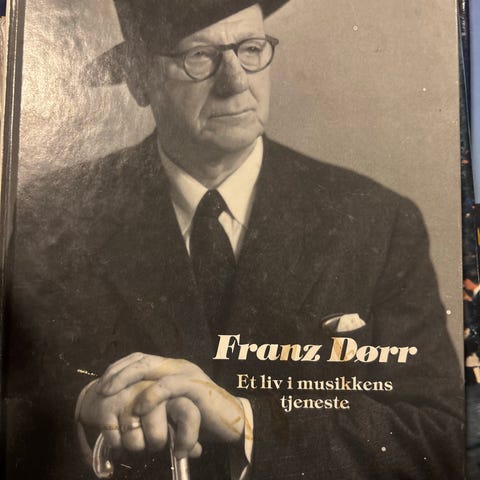 Franz Dørr
Et liv i musikkens
tjeneste